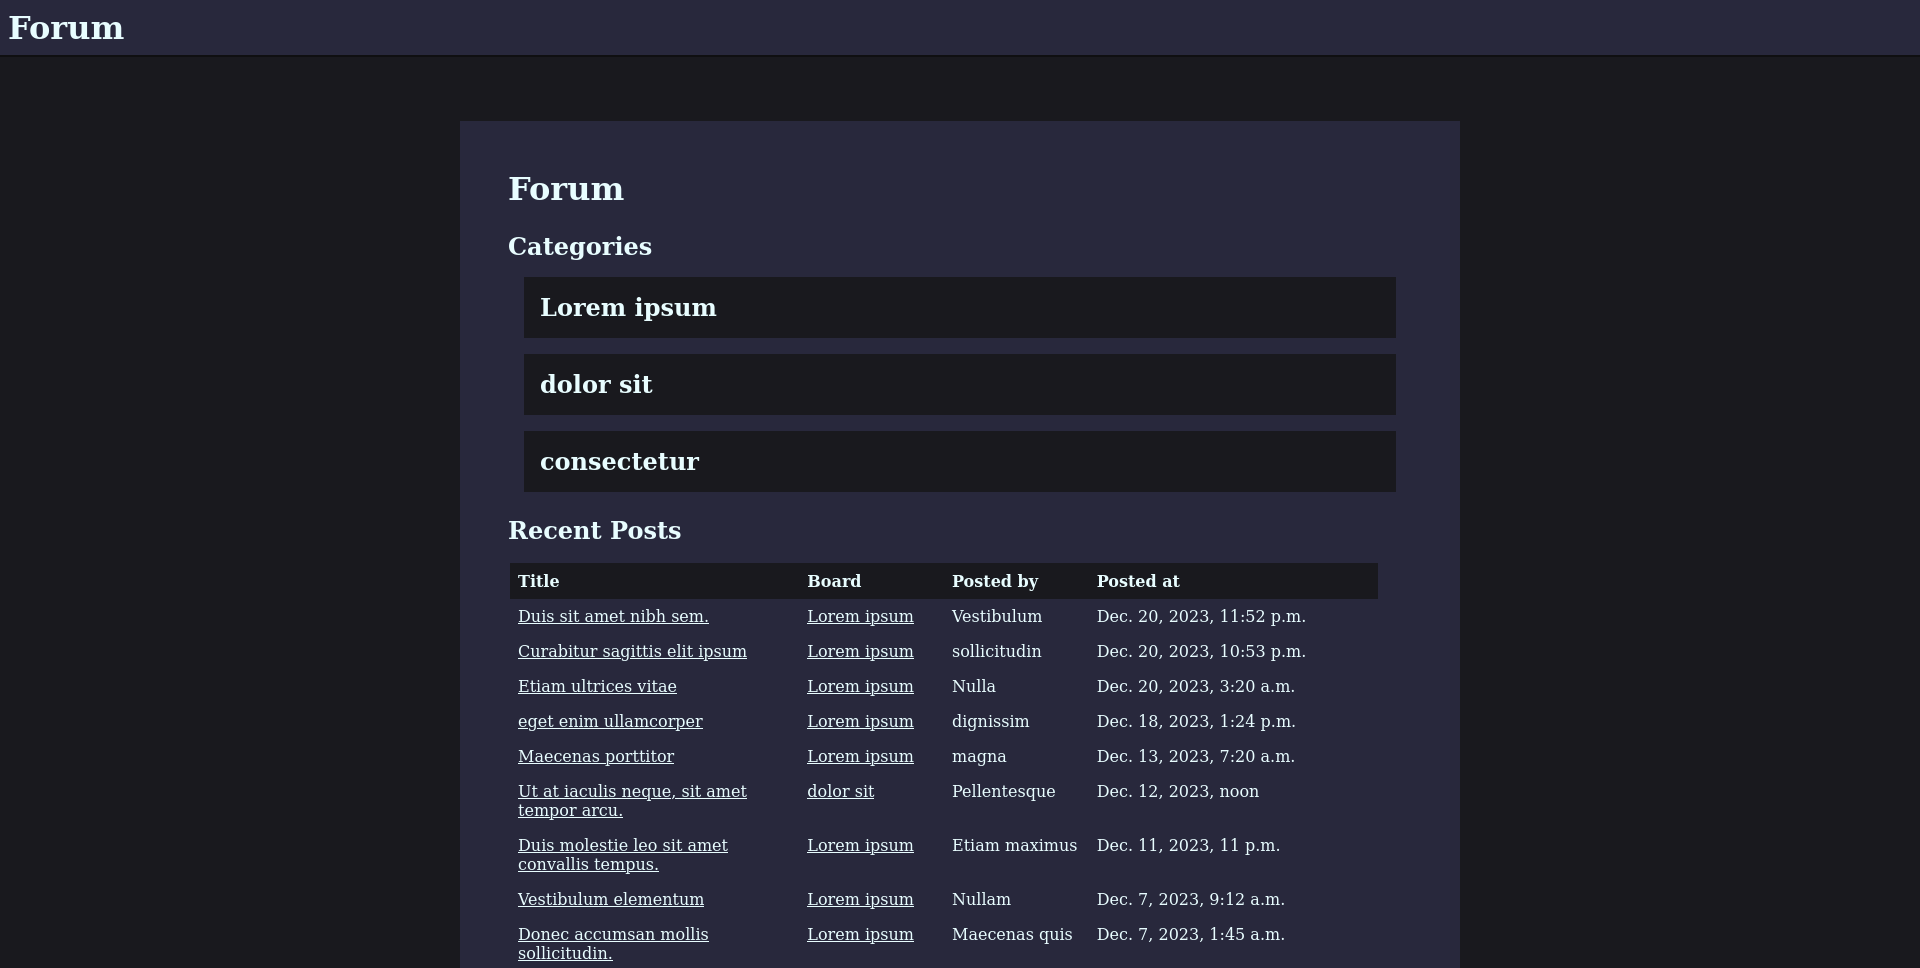 Forum
Forum
Categories
Lorem ipsum
dolor sit
consectetur
Recent Posts
Title Board Posted by Posted at
Duis sit amet nibh sem. Lorem ipsum Vestibulum Dec. 20, 2023, 11:52 p.m.
Curabitur sagittis elit ipsum Lorem ipsum sollicitudin Dec. 20, 2023, 10:53 p.m.
Etiam ultrices vitae Lorem ipsum Nulla Dec. 20, 2023, 3:20 a.m.
eget enim ullamcorper Lorem ipsum dignissim Dec. 18, 2023, 1:24 p.m.
Maecenas porttitor Lorem ipsum magna Dec. 13, 2023, 7:20 a.m.
Ut at iaculis neque, sit amet dolor sit Pellentesque Dec. 12, 2023, noon
tempor arcu.
Duis molestie leo sit amet Lorem ipsum Etiam maximus Dec. 11, 2023, 11 p.m.
convallis tempus.
Vestibulum elementum Lorem ipsum Nullam Dec. 7, 2023, 9:12 a.m.
Donec accumsan mollis Lorem ipsum Maecenas quis Dec. 7, 2023, 1:45 a.m.
sollicitudin.